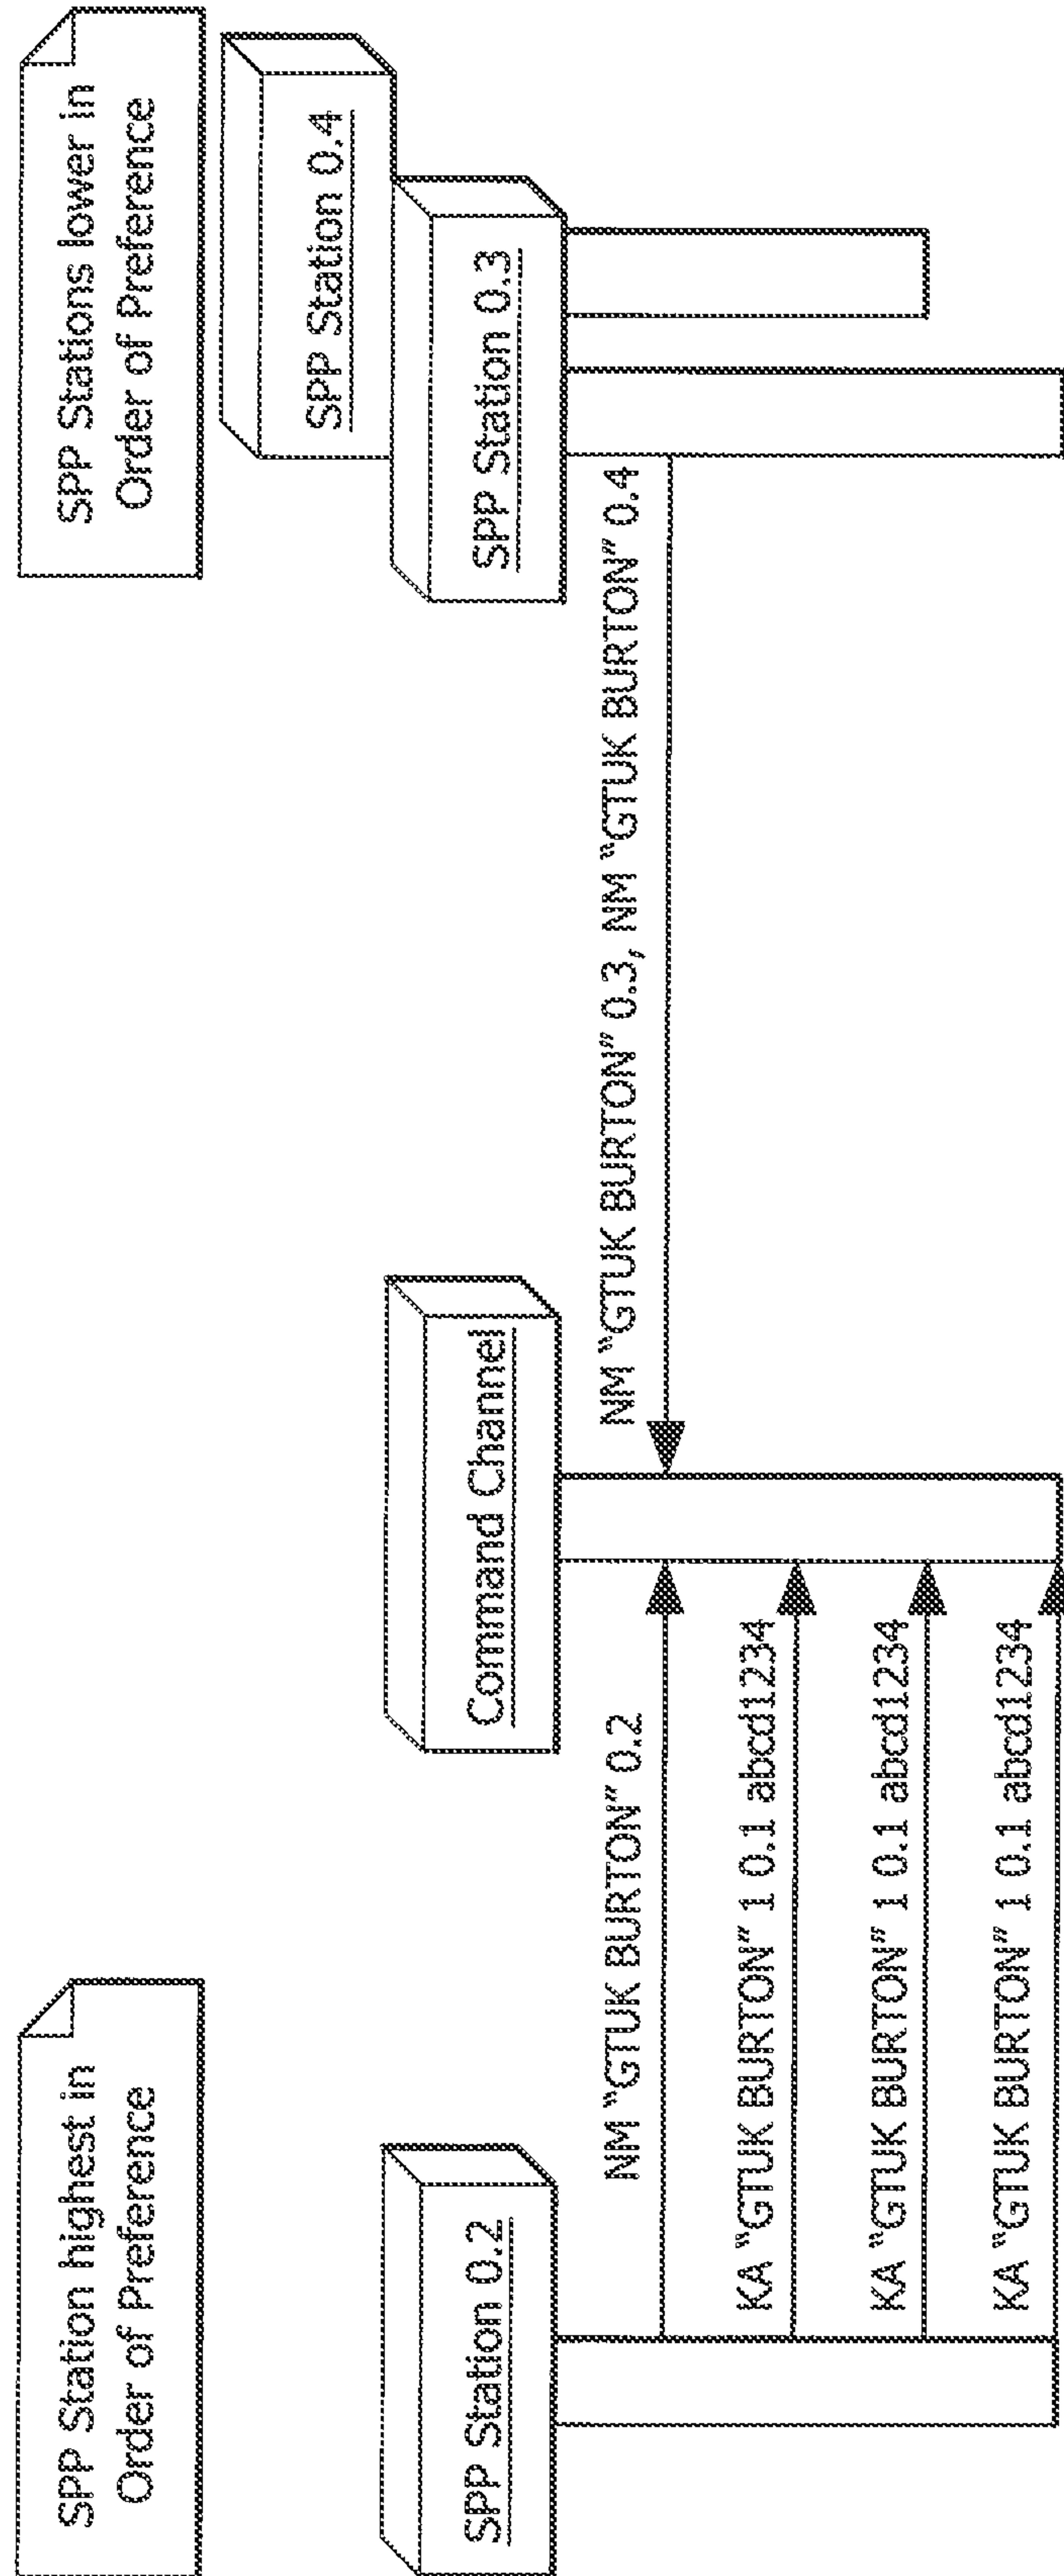 SPP Station highest in
Order of Preference
SPP Stations lower in
Order of Preference
SPP Station 0.4
SPP Station 0.2
Command Channel
SPP Station 0.3
NM "GTUK BURTON" 0.2
NM "GTUK BURTON" 0.3, NM "GTUK BURTON" 0.4
KA "GTUK BURTON" 1 0.1 abcd1234
KA "GTUK BURTON" 1 0.1 abcd1234
KA "GTUK BURTON" 1 0.1 abcd1234